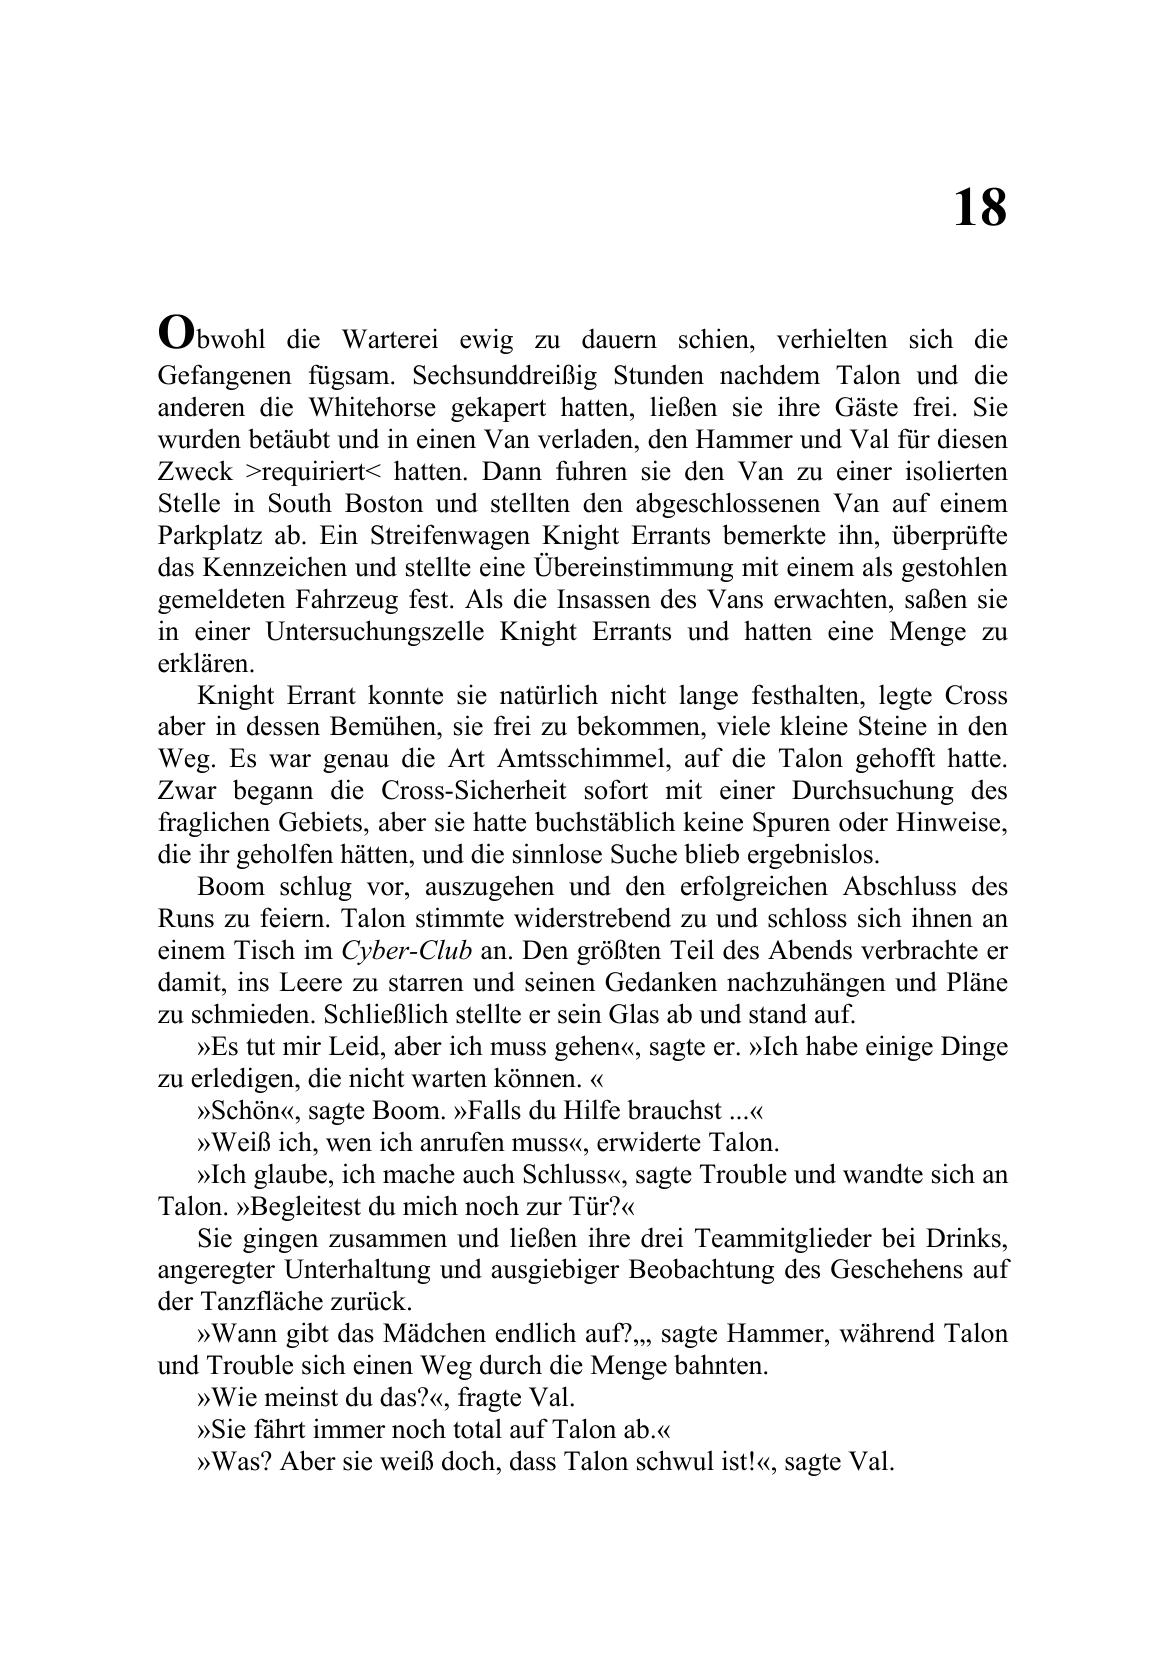 18
Obwohl die Warterei ewig zu dauern schien, verhielten sich die
Gefangenen fügsam. Sechsunddreißig Stunden nachdem Talon und die
anderen die Whitehorse gekapert hatten, ließen sie ihre Gäste frei. Sie
wurden betäubt und in einen Van verladen, den Hammer und Val für diesen
Zweck >requiriert< hatten. Dann fuhren sie den Van zu einer isolierten
Stelle in South Boston und stellten den abgeschlossenen Van auf einem
Parkplatz ab. Ein Streifenwagen Knight Errants bemerkte ihn, überprüfte
das Kennzeichen und stellte eine Übereinstimmung mit einem als gestohlen
gemeldeten Fahrzeug fest. Als die Insassen des Vans erwachten, saßen sie
in einer Untersuchungszelle Knight Errants und hatten eine Menge zu
erklären.
Knight Errant konnte sie natürlich nicht lange festhalten, legte Cross
aber in dessen Bemühen, sie frei zu bekommen, viele kleine Steine in den
Weg. Es war genau die Art Amtsschimmel, auf die Talon gehofft hatte.
Zwar begann die Cross-Sicherheit sofort mit einer Durchsuchung des
fraglichen Gebiets, aber sie hatte buchstäblich keine Spuren oder Hinweise,
die ihr geholfen hätten, und die sinnlose Suche blieb ergebnislos.
Boom schlug vor, auszugehen und den erfolgreichen Abschluss des
Runs zu feiern. Talon stimmte widerstrebend zu und schloss sich ihnen an
einem Tisch im Cyber-Club an. Den größten Teil des Abends verbrachte er
damit, ins Leere zu starren und seinen Gedanken nachzuhängen und Pläne
zu schmieden. Schließlich stellte er sein Glas ab und stand auf.
»Es tut mir Leid, aber ich muss gehen«, sagte er. »Ich habe einige Dinge
zu erledigen, die nicht warten können. «
»Schön«, sagte Boom. »Falls du Hilfe brauchst ...«
»Weiß ich, wen ich anrufen muss«, erwiderte Talon.
»Ich glaube, ich mache auch Schluss«, sagte Trouble und wandte sich an
Talon. »Begleitest du mich noch zur Tür?«
Sie gingen zusammen und ließen ihre drei Teammitglieder bei Drinks,
angeregter Unterhaltung und ausgiebiger Beobachtung des Geschehens auf
der Tanzfläche zurück.
»Wann gibt das Mädchen endlich auf?„, sagte Hammer, während Talon
und Trouble sich einen Weg durch die Menge bahnten.
»Wie meinst du das?«, fragte Val.
»Sie fährt immer noch total auf Talon ab.«
»Was? Aber sie weiß doch, dass Talon schwul ist!«, sagte Val.